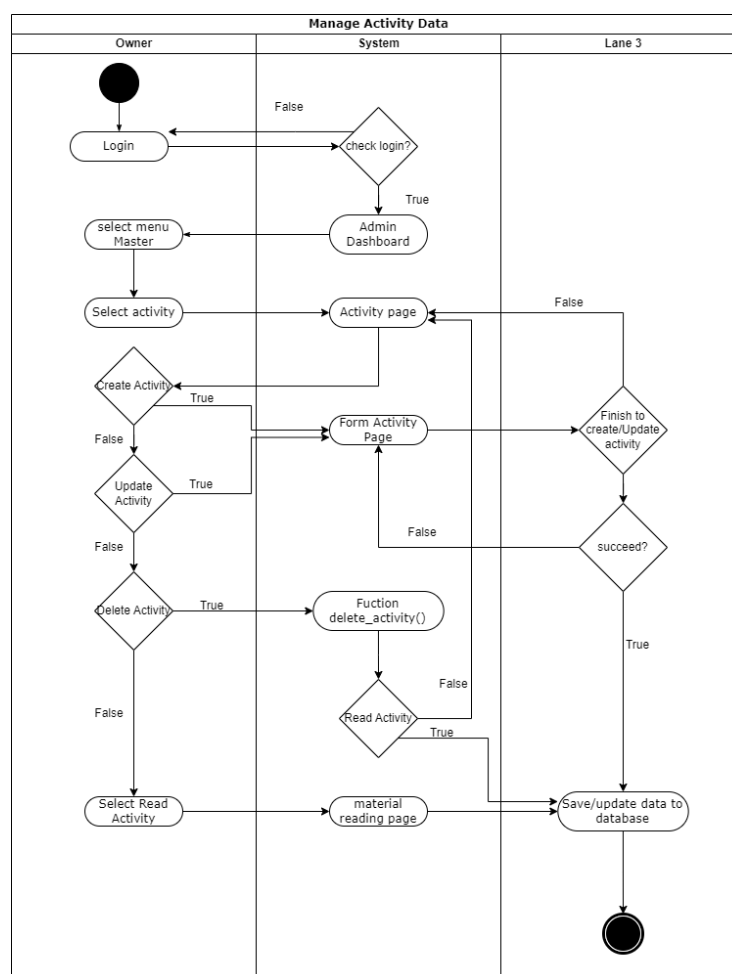 Manage Activity Data
Owner
System
Lane 3
False
Login
check login?
True
select menu
Master
Admin
Dashboard
False
Select activity
Activity page
Create Activity
True
Form Activity
Page
Finish to
create/Update
activity
False
Update
Activity
True
False
succeed?
False
Delete Activity
True
Fuction
delete_activity()
True
False
False
Read Activity
True
Select Read
Activity
material
reading page
Save/update data to
database